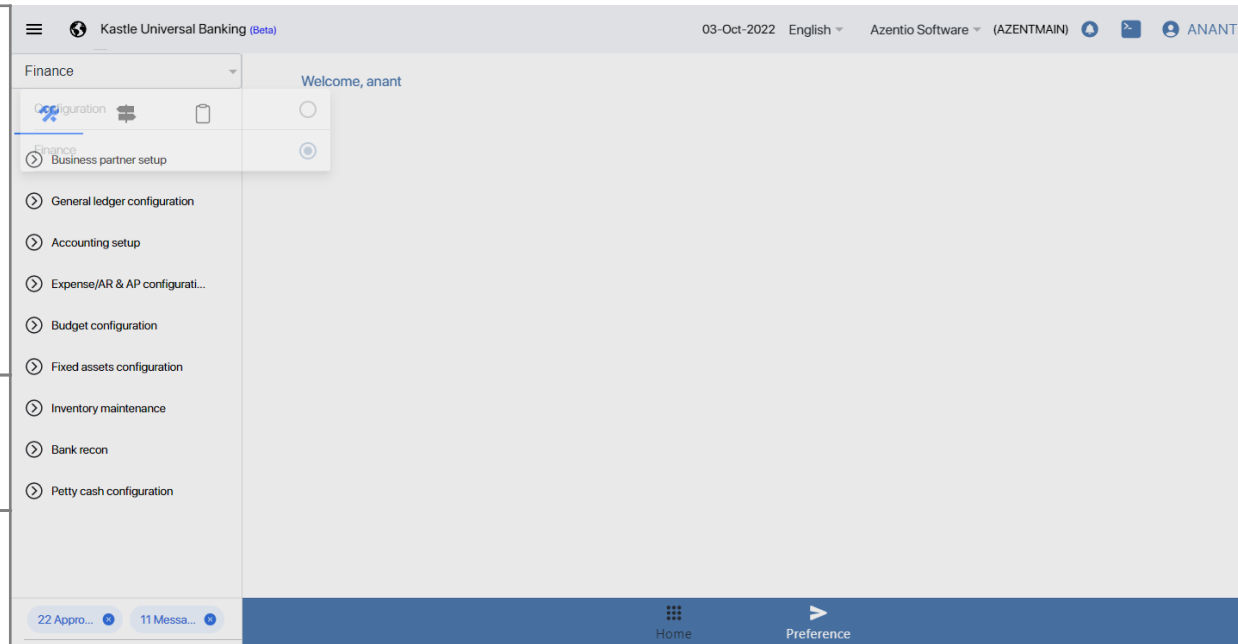 Kastle Universal Banking (Beta)
03-Oct-2022 English Azentio Software (AZENTMAIN) ANANT
Finance
Welcome, anant
Configuration
Finance
Business partner setup
General ledger configuration
Accounting setup
Expense/AR & AP configurati...
Budget configuration
Fixed assets configuration
Inventory maintenance
Bank recon
Petty cash configuration
22 Appro... 11 Messa...
Home Preference